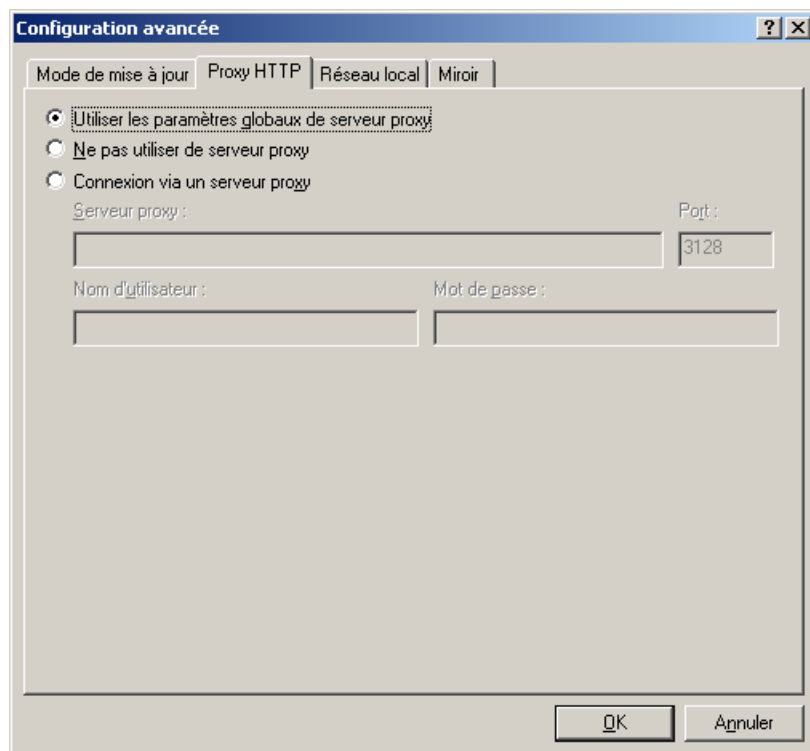 Configuration avancée
Mode de mise à jour Proxy HTTP Réseau local Miroir
Utiliser les paramètres globaux de serveur proxy
Ne pas utiliser de serveur proxy
Connexion via un serveur proxy
Serveur proxy : Port :
3128
Nom d'utilisateur : Mot de passe :
OK Annuler